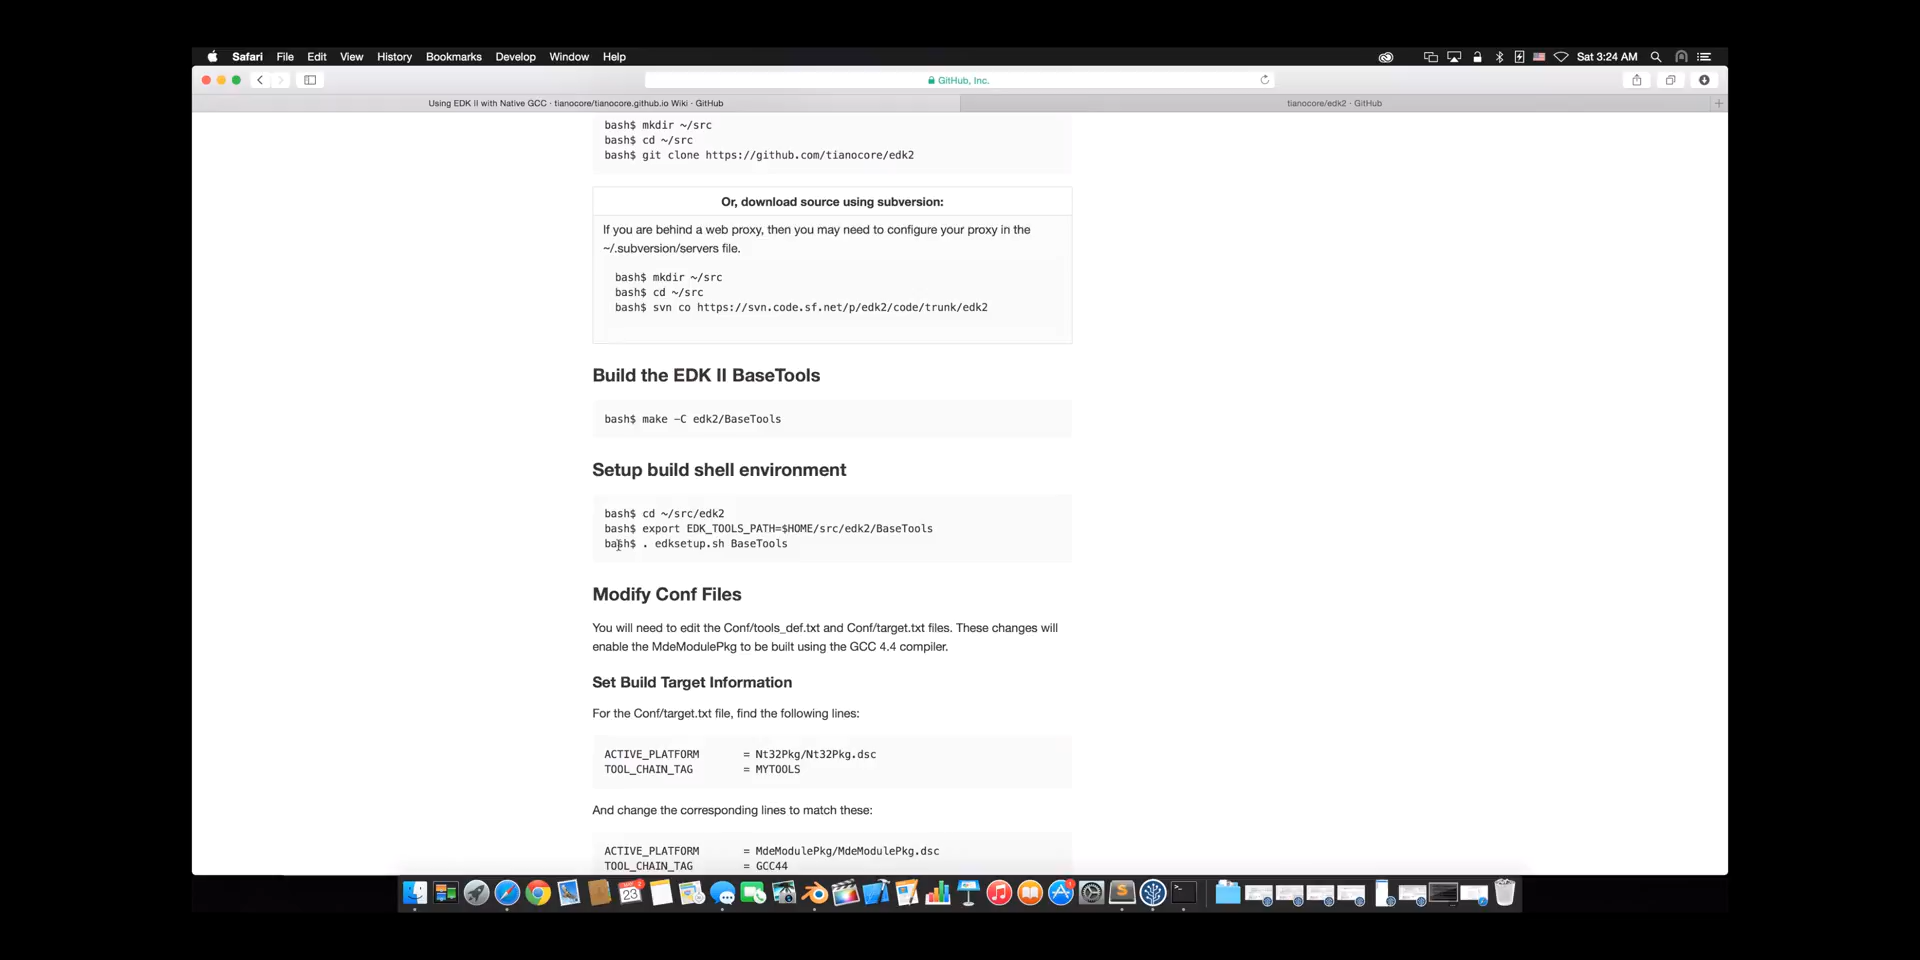 Safari File Edit View History Bookmarks Develop Window Help
Sat 3:24 AM
GitHub, Inc.
Using EDK II with Native GCC · tianocore/tianocore.github.io Wiki · GitHub
tianocore/edk2 · GitHub
bash$ mkdir ~/src
bash$ cd ~/src
bash$ git clone https://github.com/tianocore/edk2
Or, download source using subversion:
If you are behind a web proxy, then you may need to configure your proxy in the
~/.subversion/servers file.
bash$ mkdir ~/src
bash$ cd ~/src
bash$ svn co https://svn.code.sf.net/p/edk2/code/trunk/edk2
Build the EDK II BaseTools
bash$ make -C edk2/BaseTools
Setup build shell environment
bash$ cd ~/src/edk2
bash$ export EDK_TOOLS_PATH=$HOME/src/edk2/BaseTools
bash$ . edksetup.sh BaseTools
Modify Conf Files
You will need to edit the Conf/tools_def.txt and Conf/target.txt files. These changes will
enable the MdeModulePkg to be built using the GCC 4.4 compiler.
Set Build Target Information
For the Conf/target.txt file, find the following lines:
ACTIVE_PLATFORM = Nt32Pkg/Nt32Pkg.dsc
TOOL_CHAIN_TAG = MYTOOLS
And change the corresponding lines to match these:
ACTIVE_PLATFORM = MdeModulePkg/MdeModulePkg.dsc
TOOL_CHAIN_TAG = GCC44
23